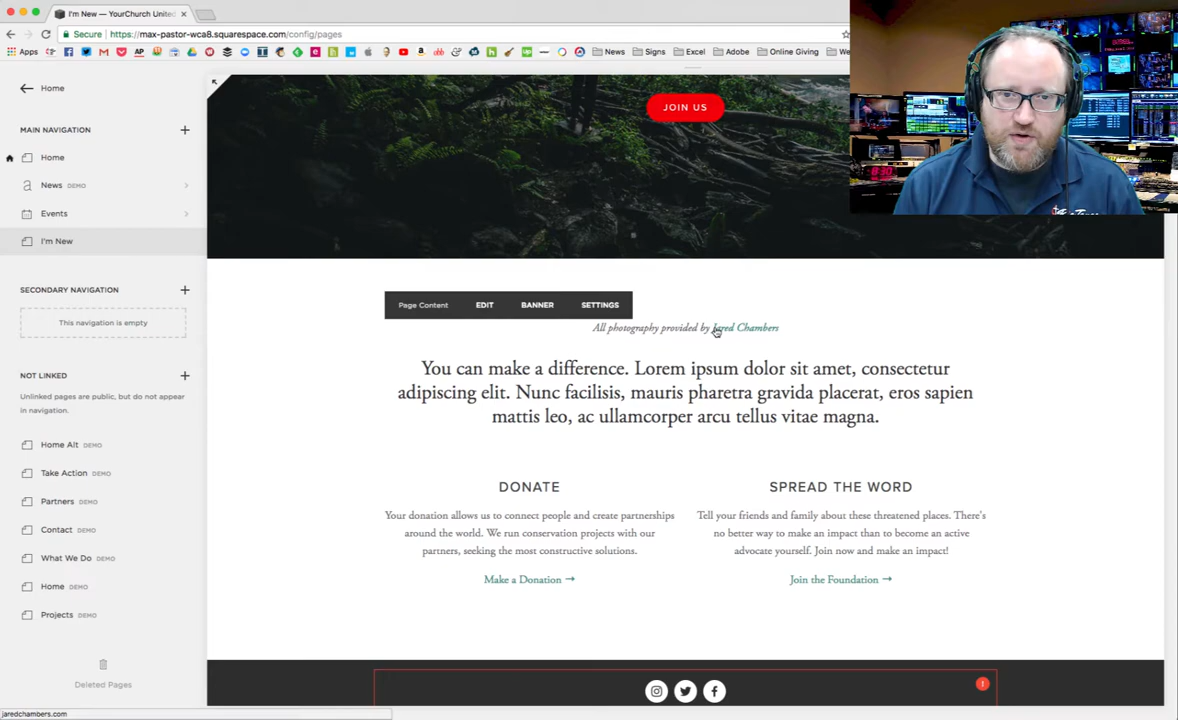 I'm New — YourChurch United
Secure
https://max-pastor-wca8.squarespace.com/config/pages
Apps
News
Signs
Excel
Adobe
Online Giving
We
Home
MAIN NAVIGATION
Home
News DEMO
Events
I'm New
SECONDARY NAVIGATION
This navigation is empty
NOT LINKED
Unlinked pages are public, but do not appear
in navigation.
Home Alt DEMO
Take Action DEMO
Partners DEMO
Contact DEMO
What We Do DEMO
Home DEMO
Projects DEMO
Deleted Pages
jaredchambers.com
JOIN US
Page Content EDIT BANNER SETTINGS
All photography provided by Jared Chambers
You can make a difference. Lorem ipsum dolor sit amet, consectetur
adipiscing elit. Nunc facilisis, mauris pharetra gravida placerat, eros sapien
mattis leo, ac ullamcorper arcu tellus vitae magna.
DONATE
Your donation allows us to connect people and create partnerships
around the world. We run conservation projects with our
partners, seeking the most constructive solutions.
Make a Donation →
SPREAD THE WORD
Tell your friends and family about these threatened places. There's
no better way to make an impact than to become an active
advocate yourself. Join now and make an impact!
Join the Foundation →
8:30